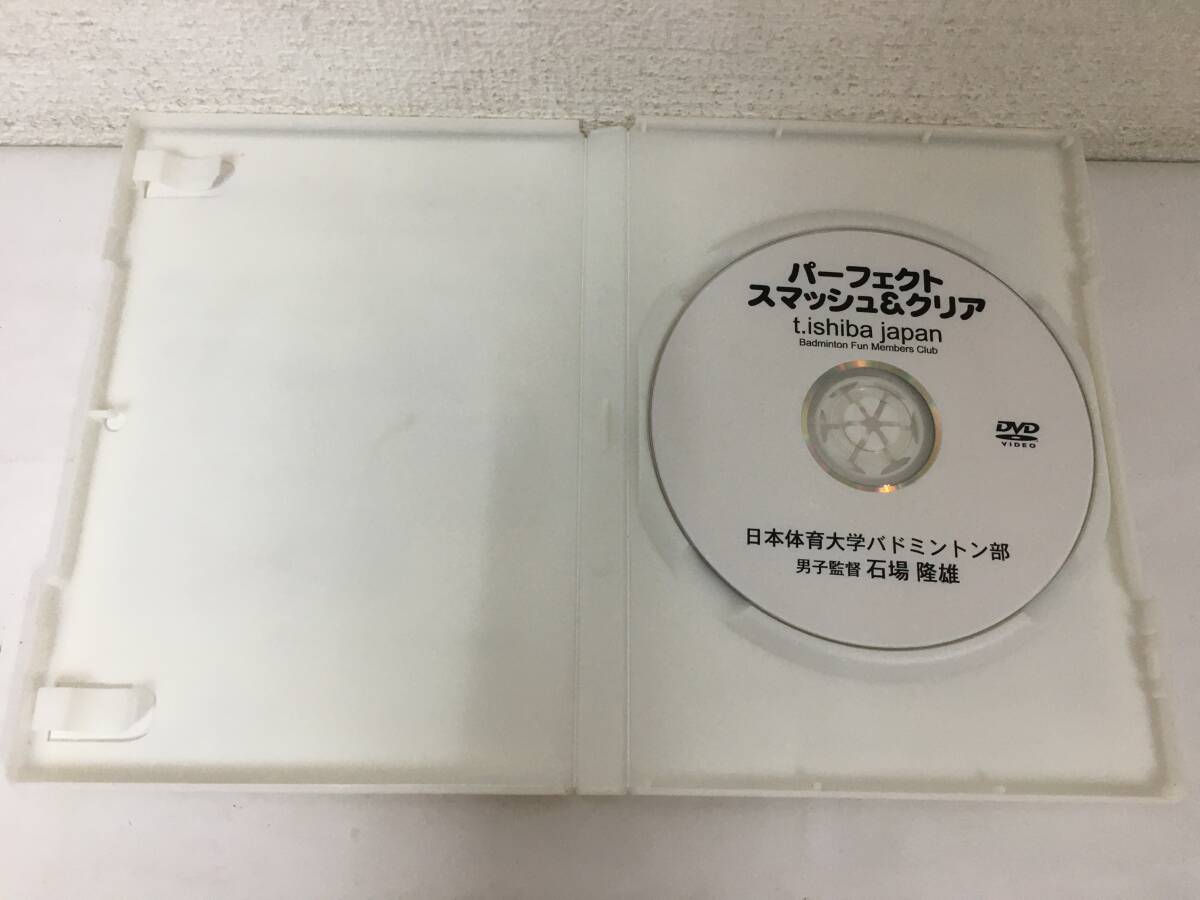 パーフェクト
スマッシュ&クリア
t.ishiba japan
Badminton Fun Members Club
DVD
VIDEO
日本体育大学バドミントン部
男子監督 石場 隆雄